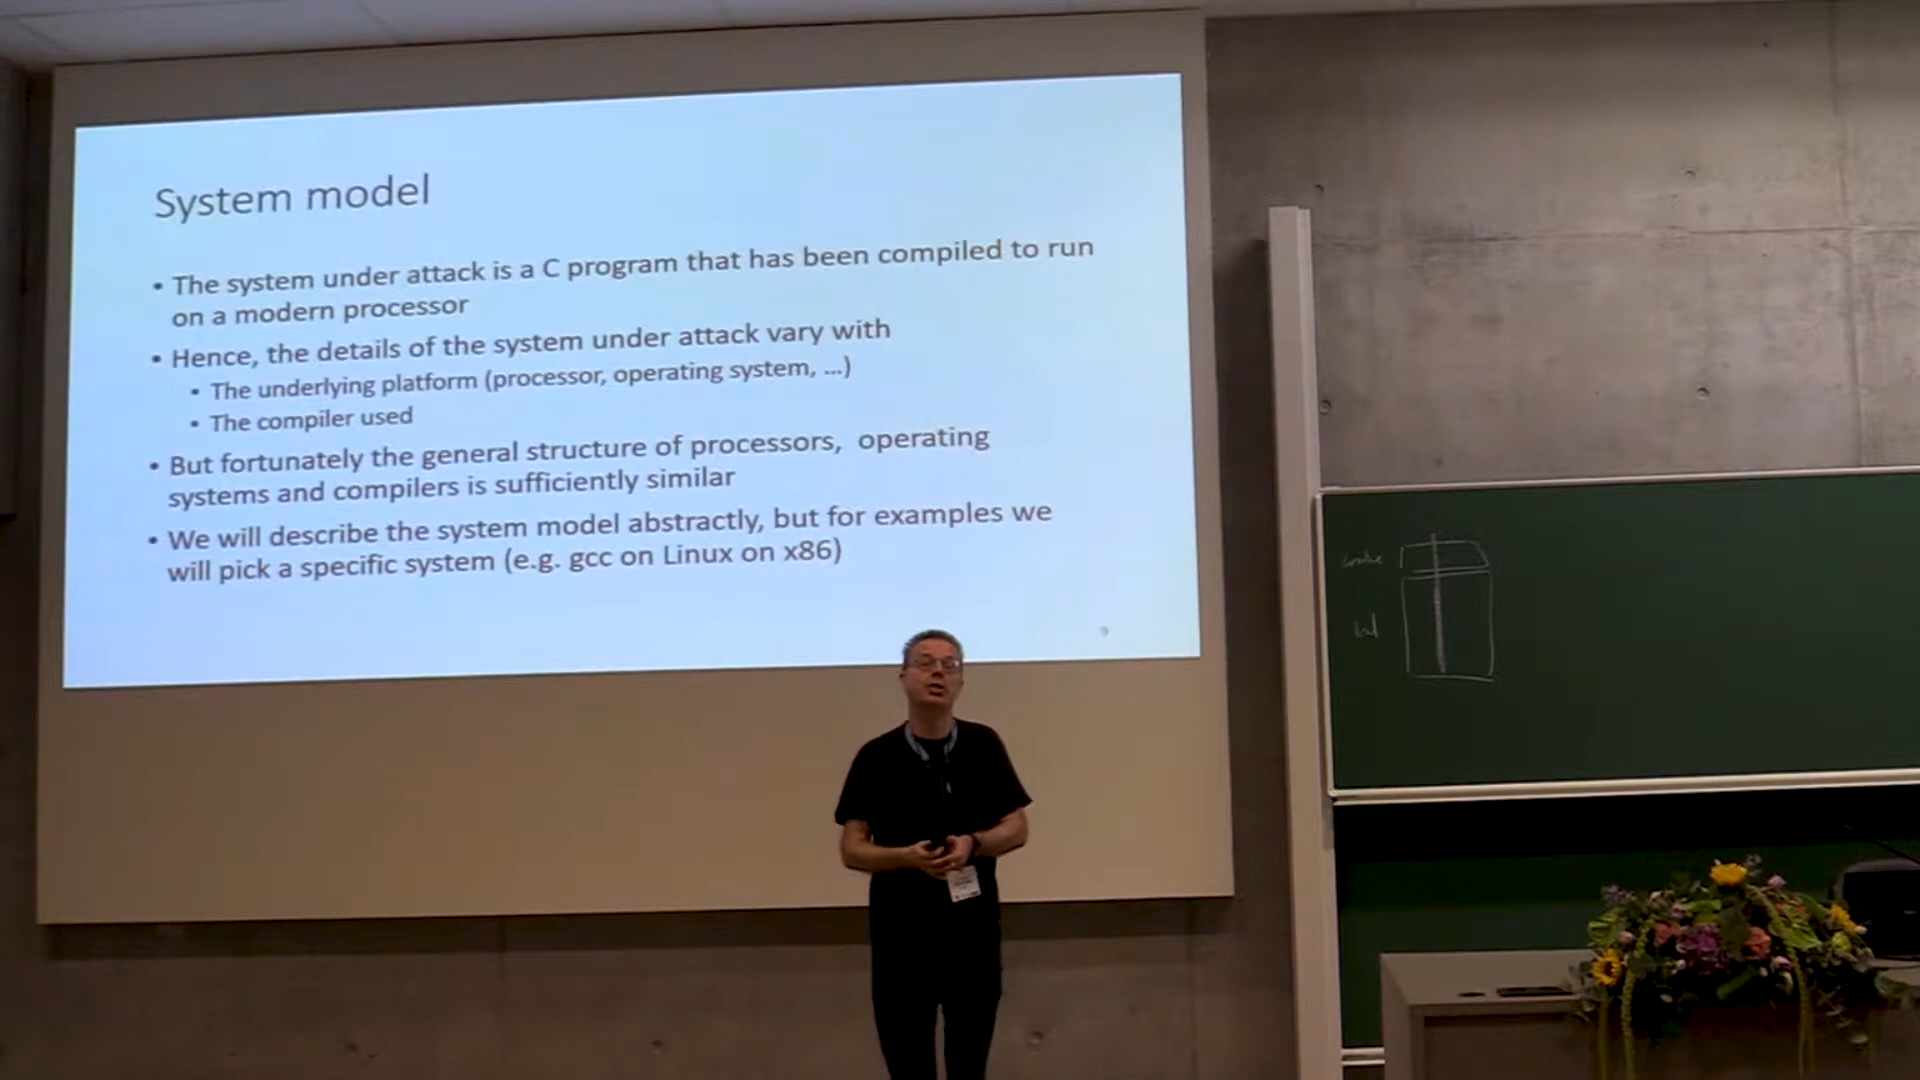 System model
• The system under attack is a C program that has been compiled to run
on a modern processor
• Hence, the details of the system under attack vary with
• The underlying platform (processor, operating system, ...)
• The compiler used
• But fortunately the general structure of processors, operating
systems and compilers is sufficiently similar
• We will describe the system model abstractly, but for examples we
will pick a specific system (e.g. gcc on Linux on x86)